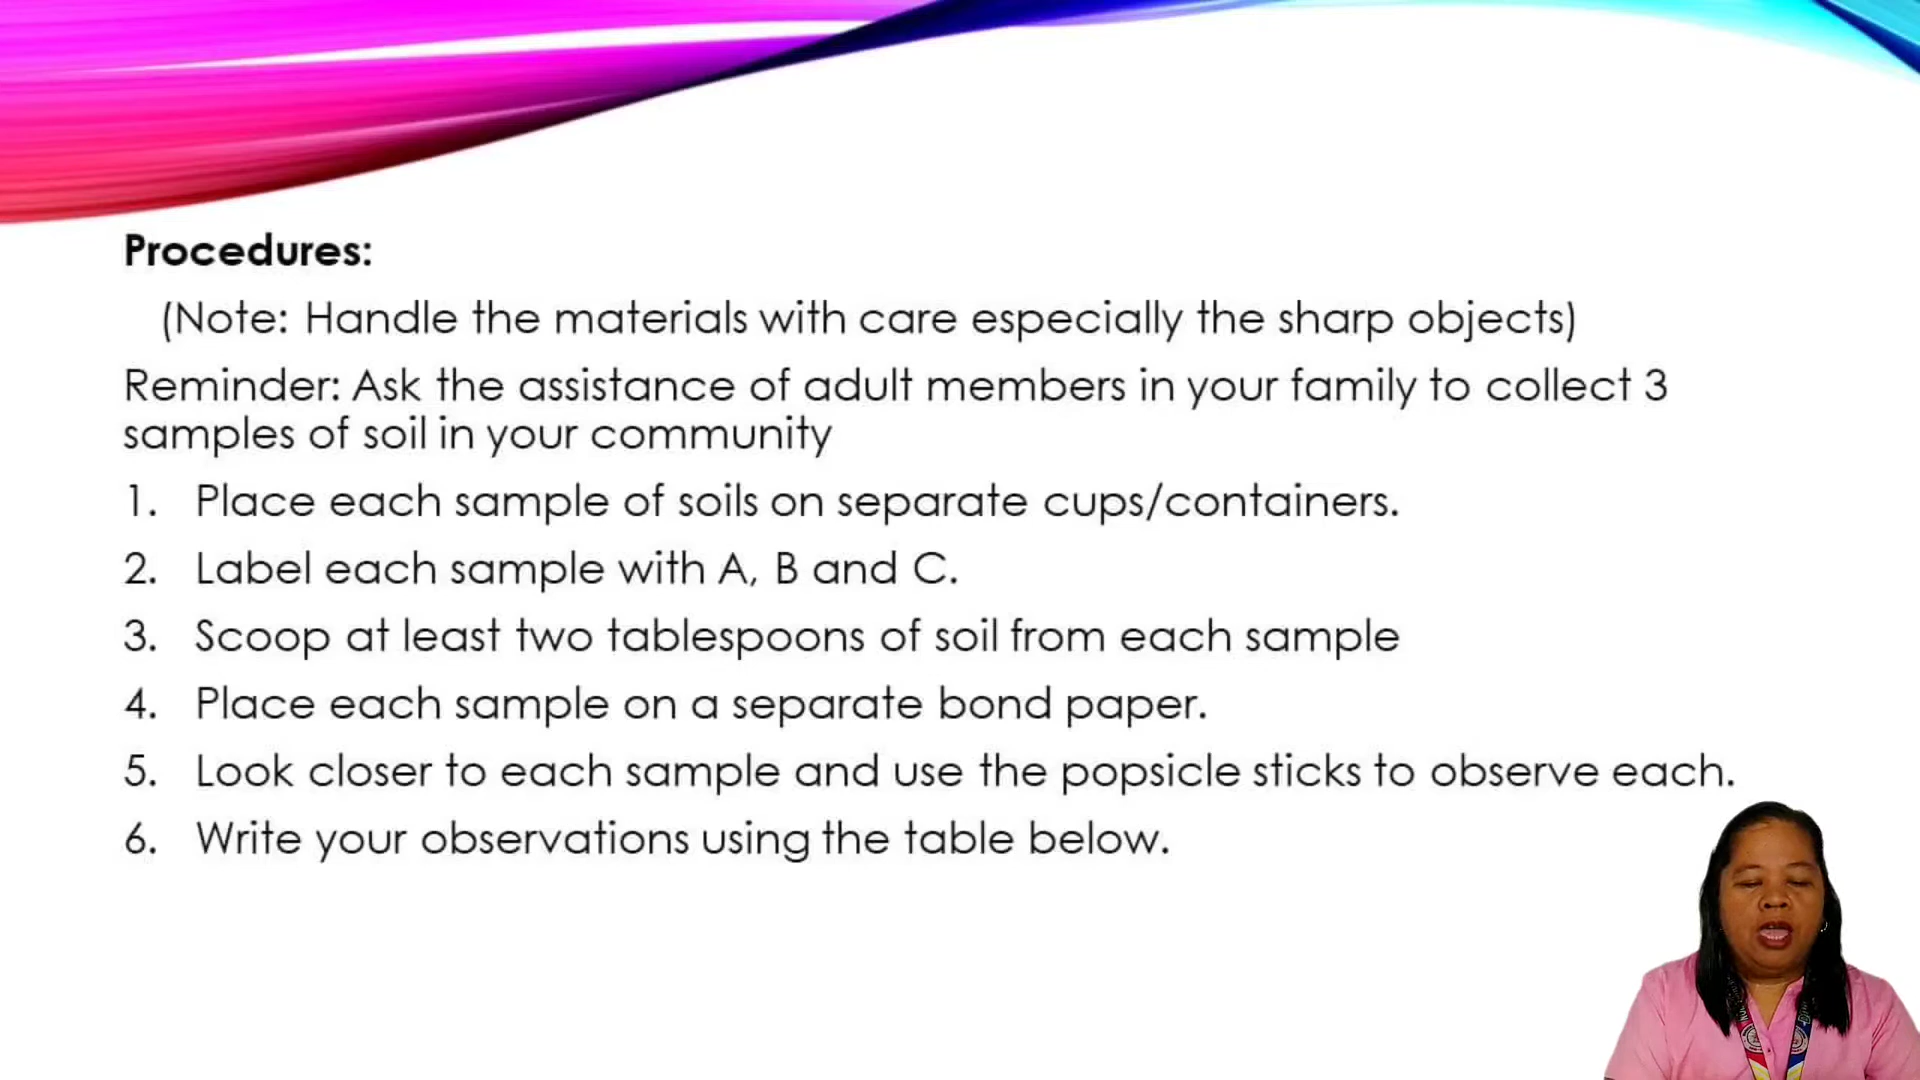 Procedures:
(Note: Handle the materials with care especially the sharp objects)
Reminder: Ask the assistance of adult members in your family to collect 3
samples of soil in your community
1. Place each sample of soils on separate cups/containers.
2. Label each sample with A, B and C.
3. Scoop at least two tablespoons of soil from each sample
4. Place each sample on a separate bond paper.
5. Look closer to each sample and use the popsicle sticks to observe each.
6. Write your observations using the table below.